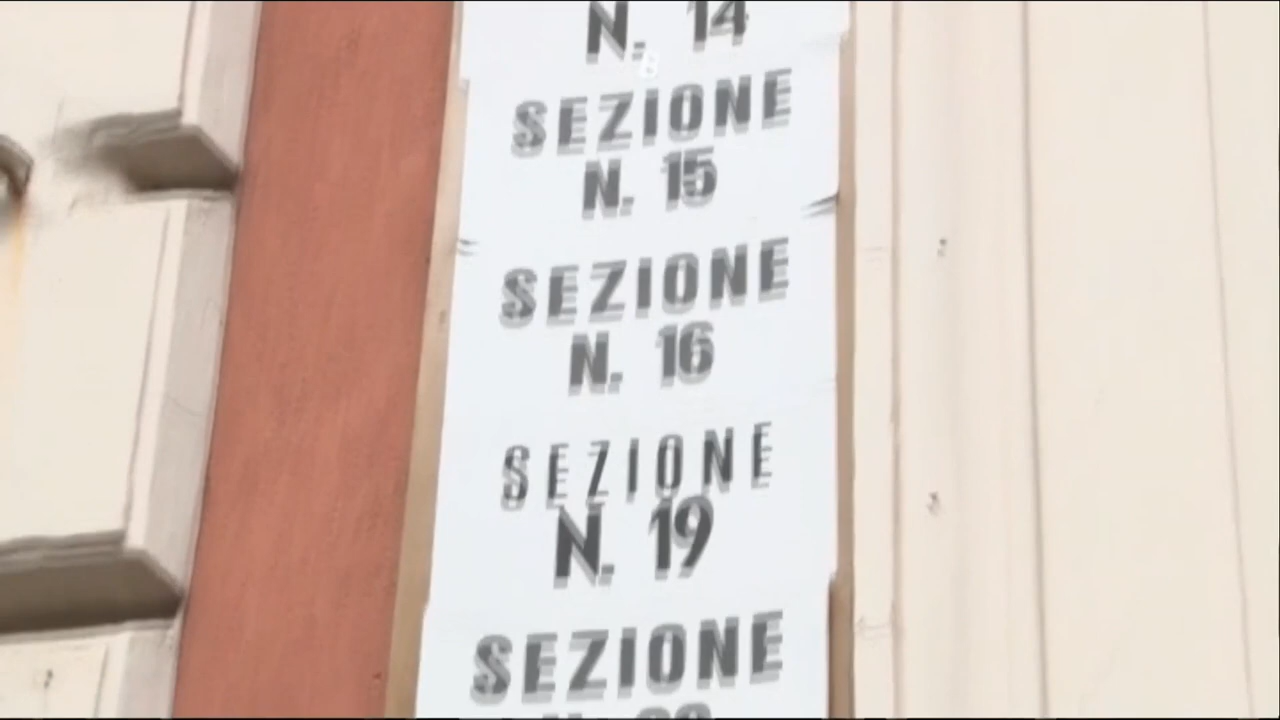 N. 14
SEZIONE
N. 15
SEZIONE
N. 16
SEZIONE
N. 19
SEZIONE